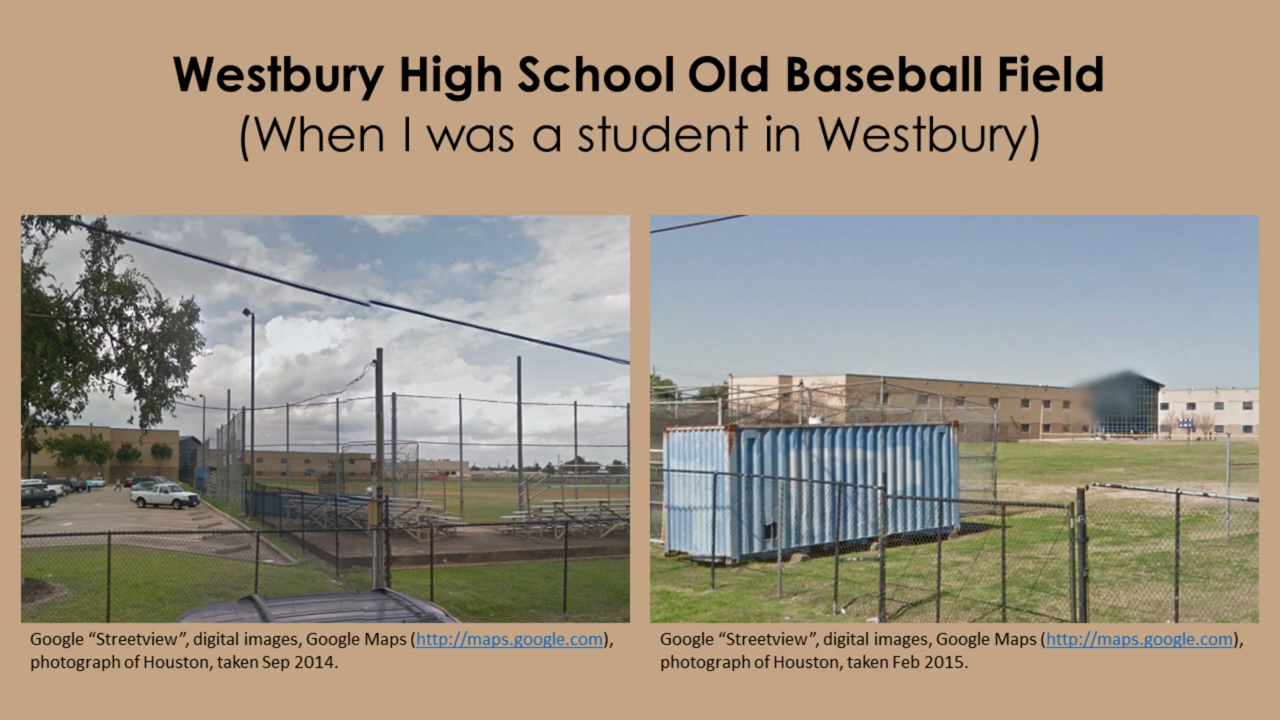 Westbury High School Old Baseball Field
(When I was a student in Westbury)
Google “Streetview”, digital images, Google Maps (http://maps.google.com),
photograph of Houston, taken Sep 2014.
Google “Streetview”, digital images, Google Maps (http://maps.google.com),
photograph of Houston, taken Feb 2015.